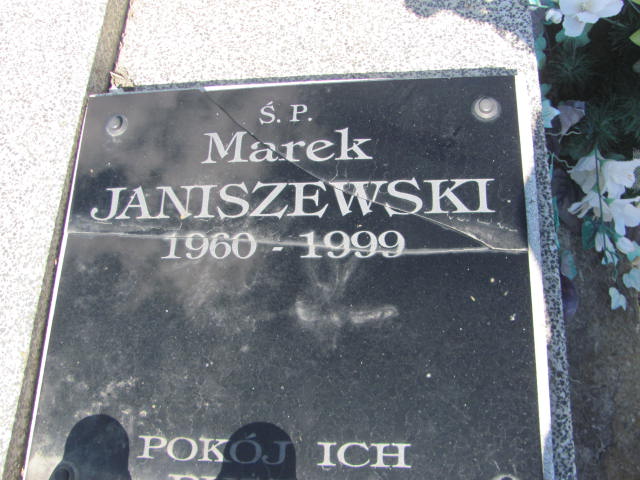 Ś. P.
Marek
JANISZEWSKI
1960 - 1999
POKÓJ ICH